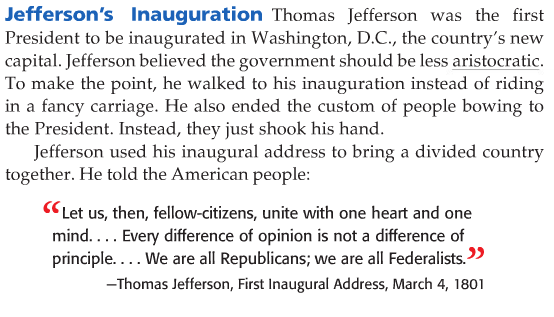 Jefferson's Inauguration Thomas Jefferson was the first
President to be inaugurated in Washington, D.C., the country's new
capital. Jefferson believed the government should be less aristocratic.
To make the point, he walked to his inauguration instead of riding
in a fancy carriage. He also ended the custom of people bowing to
the President. Instead, they just shook his hand.
Jefferson used his inaugural address to bring a divided country
together. He told the American people:
“Let us, then, fellow-citizens, unite with one heart and one
mind. . . . Every difference of opinion is not a difference of
principle. . . . We are all Republicans; we are all Federalists.”
—Thomas Jefferson, First Inaugural Address, March 4, 1801